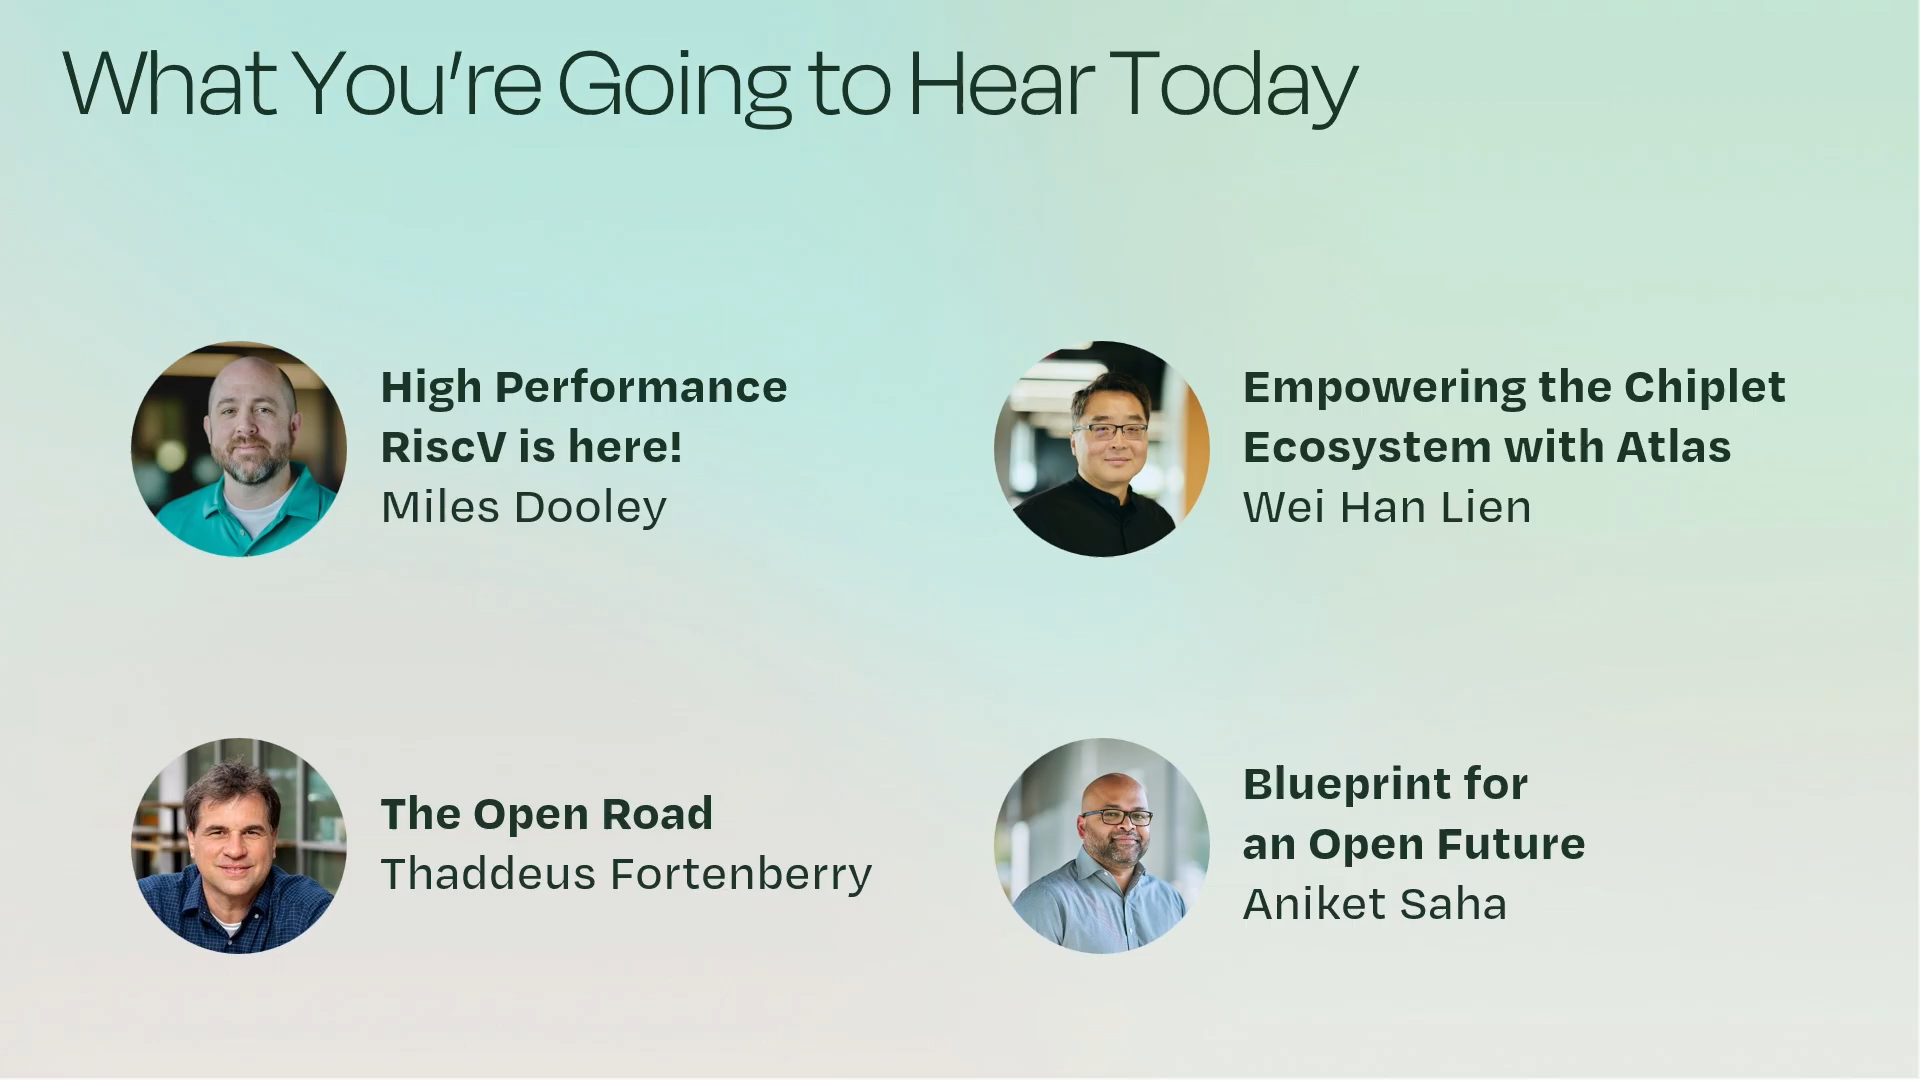 What You're Going to Hear Today
High Performance
RiscV is here!
Miles Dooley
Empowering the Chiplet
Ecosystem with Atlas
Wei Han Lien
The Open Road
Thaddeus Fortenberry
Blueprint for
an Open Future
Aniket Saha